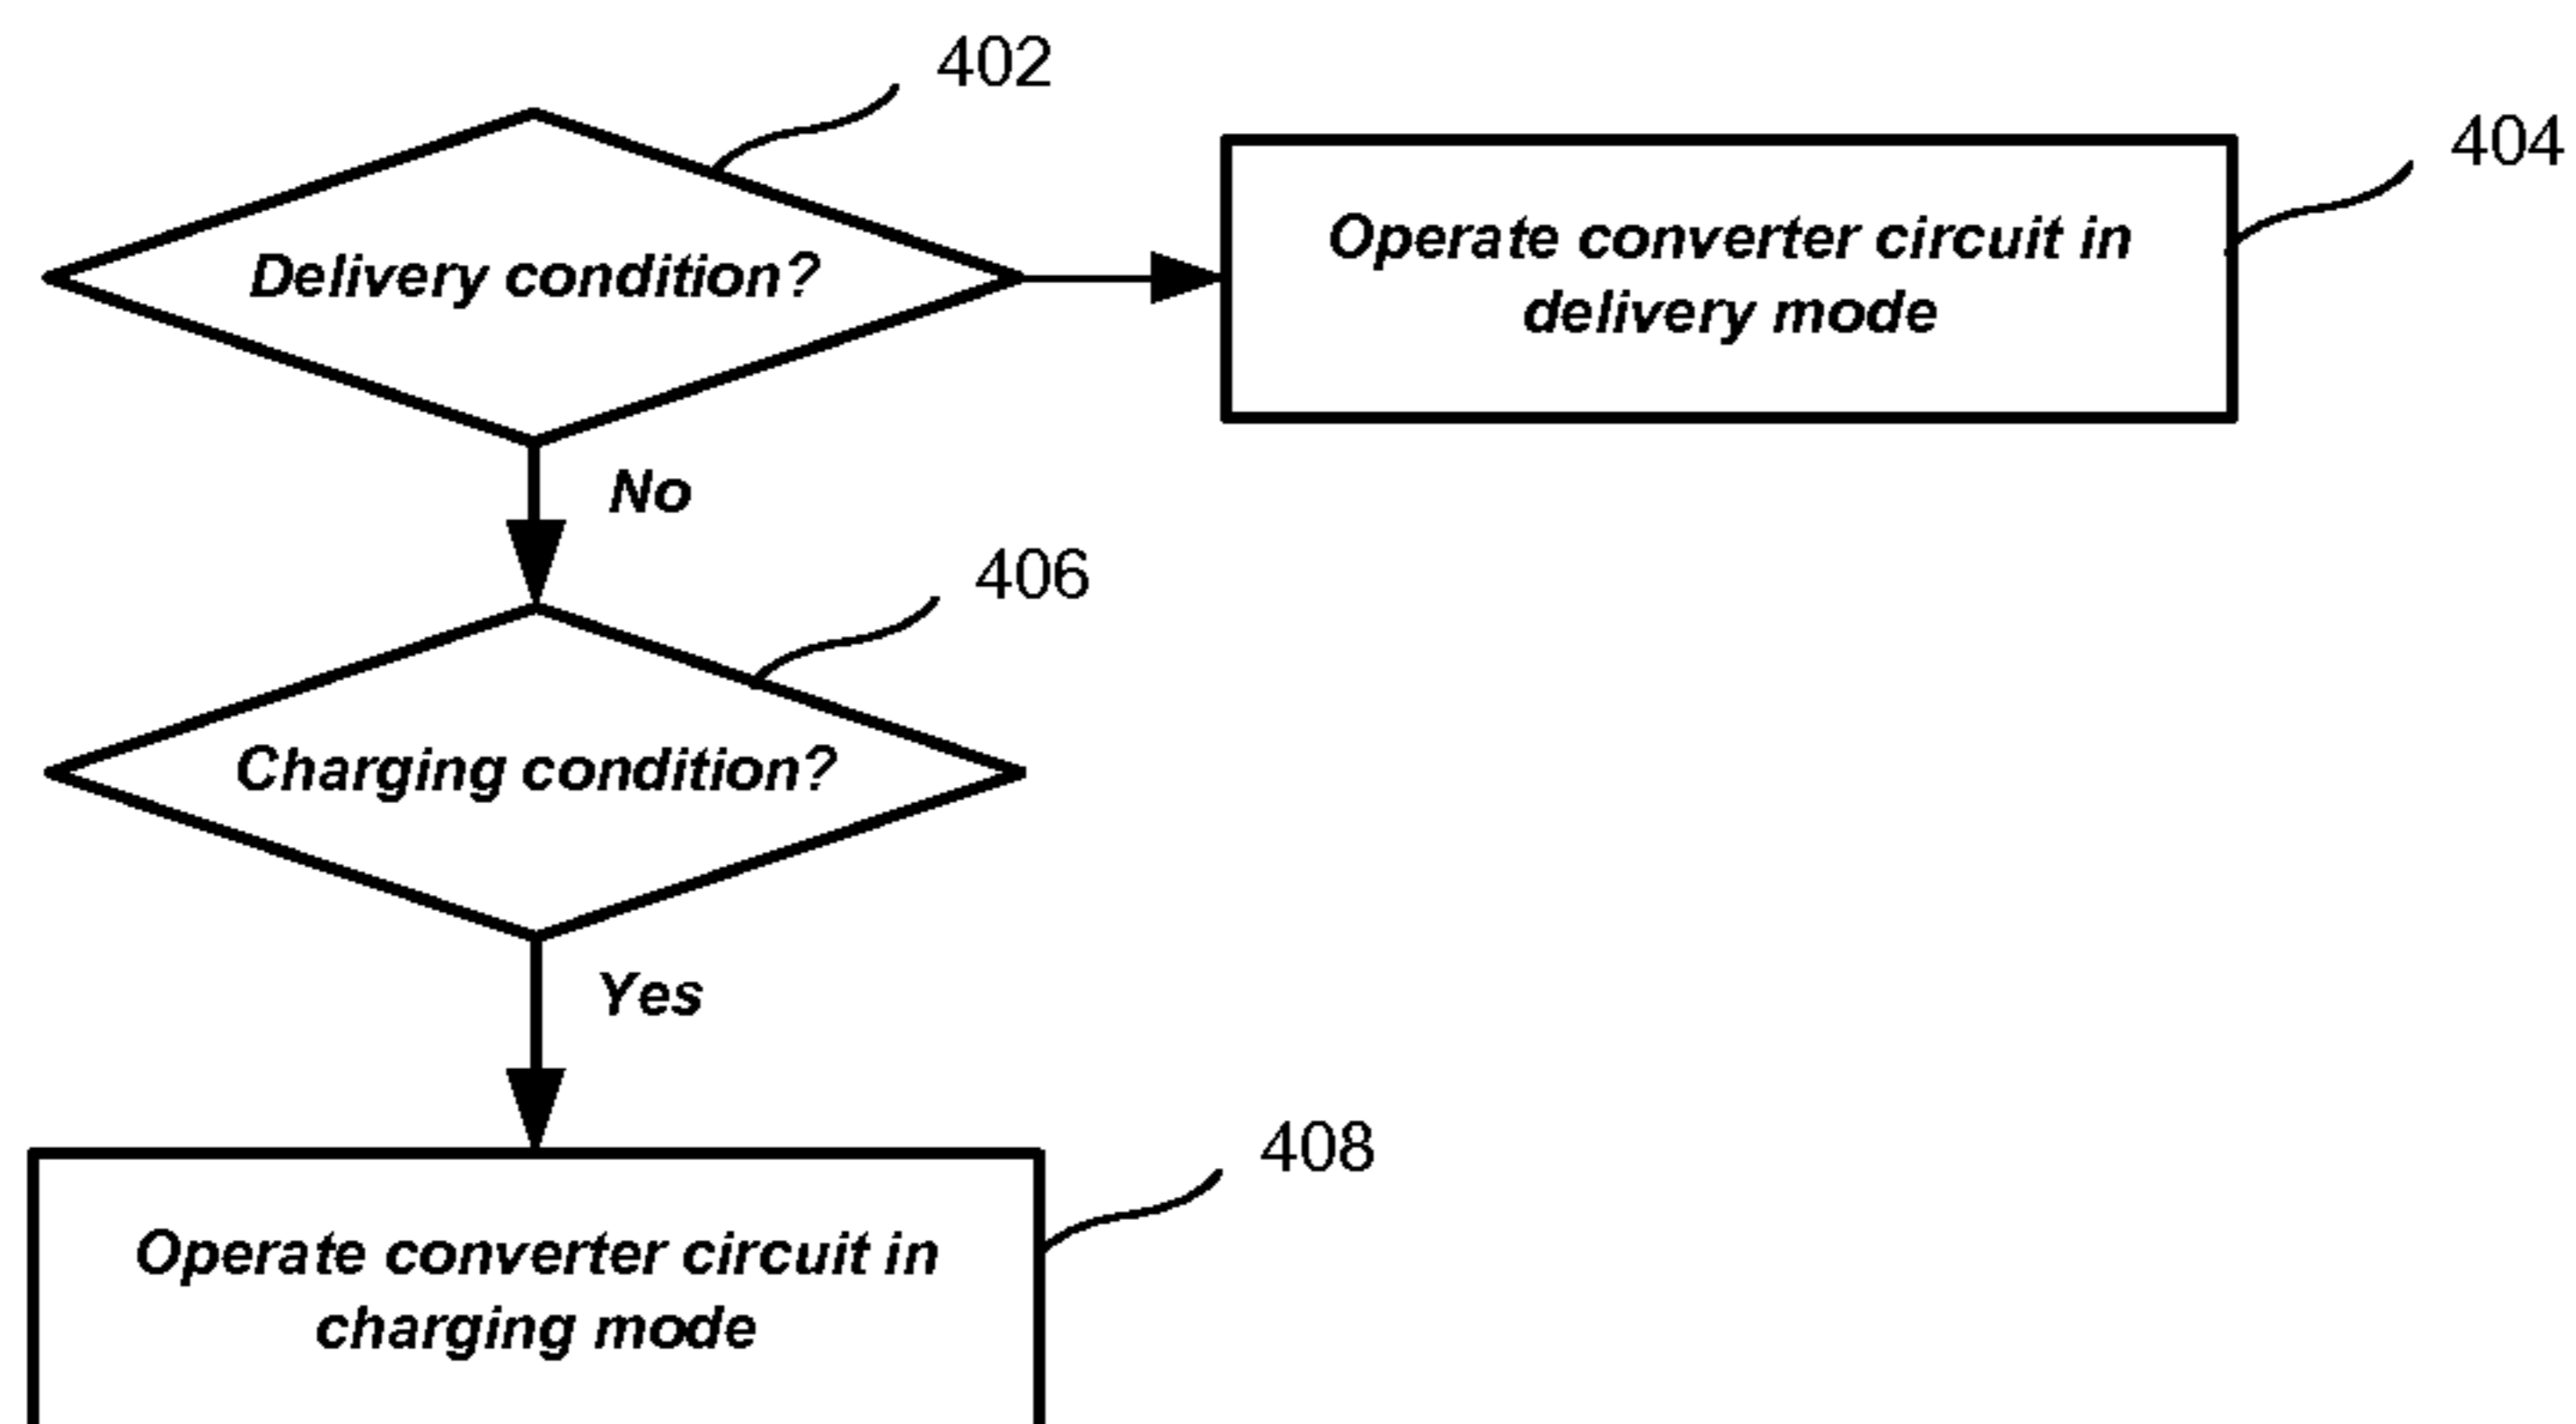 402
404
Delivery condition?
Operate converter circuit in
delivery mode
No
406
Charging condition?
Yes
408
Operate converter circuit in
charging mode